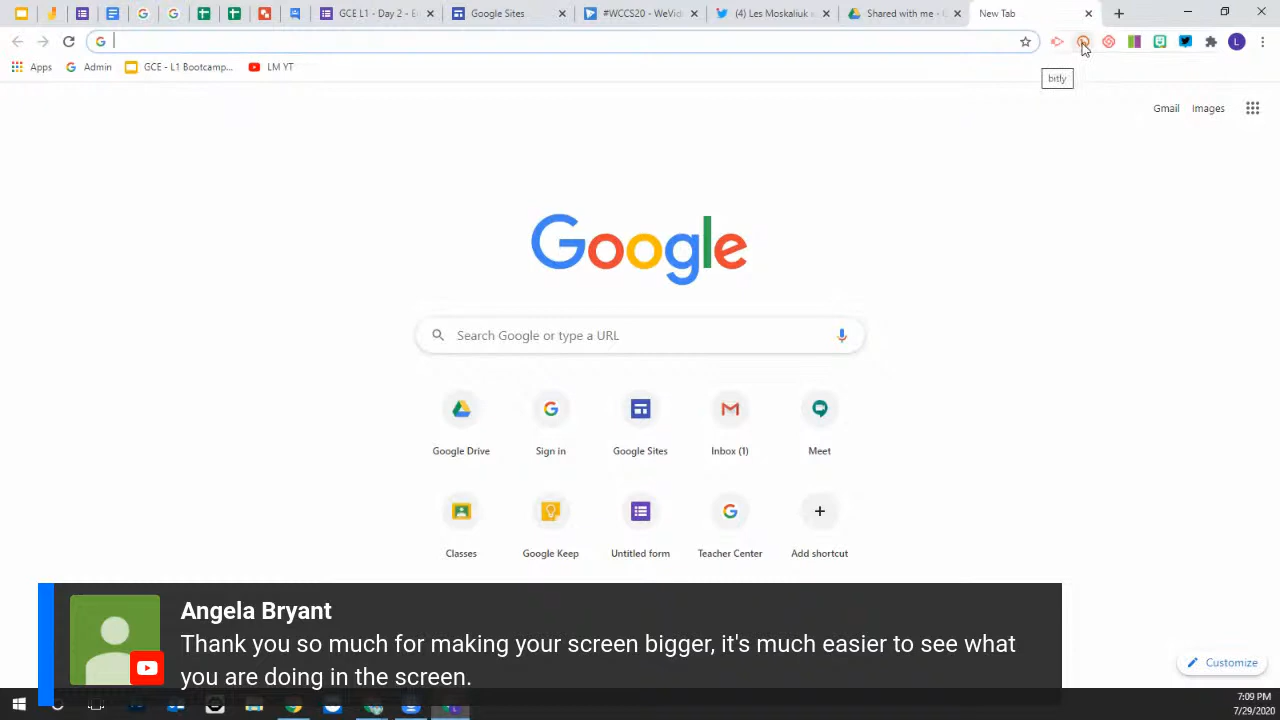 GCE L1 - Day 2 - E
Google Sites
#WCCS20 - WeVid
(4) Les Moskaliuk
Shared with me - G
New Tab
G
L
Apps
Admin
GCE - L1 Bootcamp...
LM YT
bitly
Gmail
Images
Google
Search Google or type a URL
Google Drive
Sign in
Google Sites
Inbox (1)
Meet
Classes
Google Keep
Untitled form
Teacher Center
Add shortcut
Angela Bryant
Thank you so much for making your screen bigger, it's much easier to see what
you are doing in the screen.
Customize
7:09 PM
7/29/2020